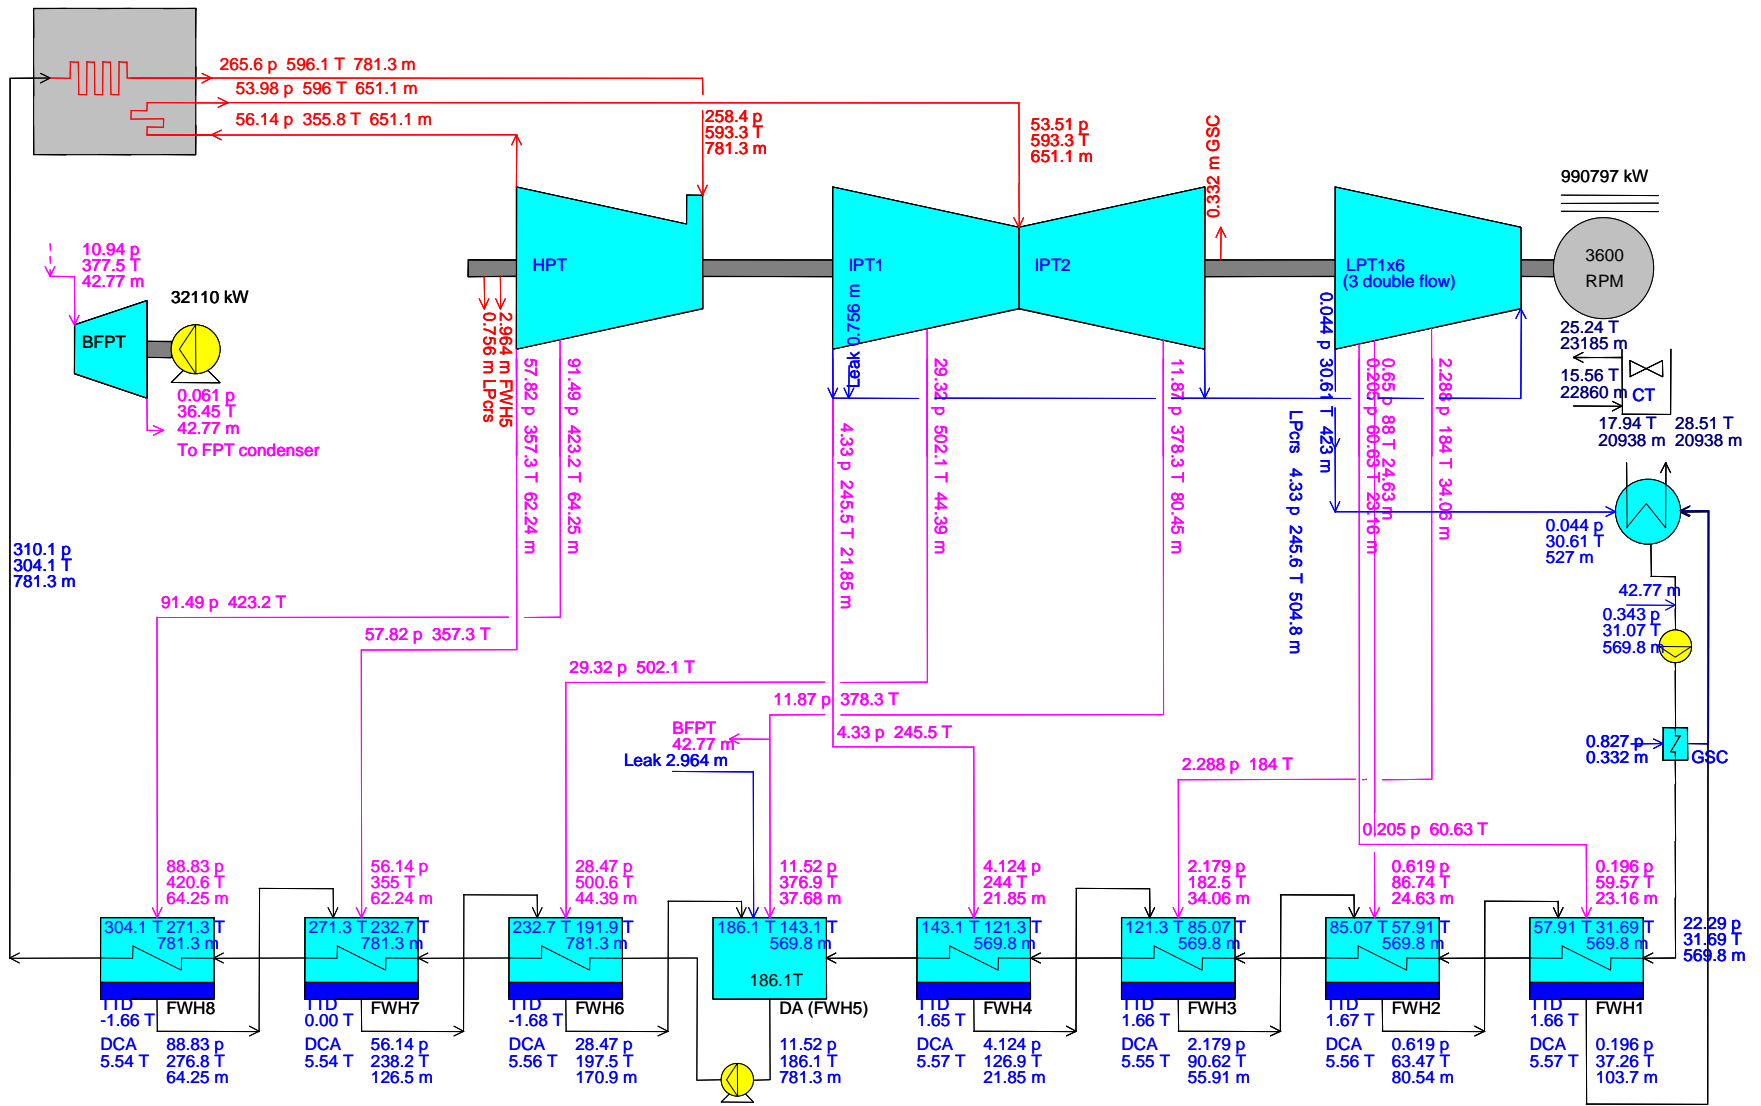 265.6 p  596.1 T  781.3 m
53.98 p  596 T  651.1 m
56.14 p  355.8 T  651.1 m
258.4 p
593.3 T
781.3 m
53.51 p
593.3 T
651.1 m
0.332 m GSC
990797 kW
3600
RPM
HPT
IPT1
IPT2
LPT1x6
(3 double flow)
10.94 p
377.5 T
42.77 m
32110 kW
BFPT
0.061 p
36.45 T
42.77 m
To FPT condenser
0.756 m LPcrs
2.964 m FWH5
57.82 p  357.3 T  62.24 m
91.49 p  423.2 T  64.25 m
Leak 0.756 m
4.33 p  245.5 T  21.85 m
29.32 p  502.1 T  44.39 m
11.87 p  378.3 T  80.45 m
LPcrs   4.33 p  245.6 T  504.8 m
0.044 p  30.61 T  423 m
0.205 p  60.63 T  23.16 m
0.65 p  88 T  24.63 m
2.288 p  184 T  34.06 m
25.24 T
23185 m
15.56 T
22860 m
CT
17.94 T
20938 m
28.51 T
20938 m
0.044 p
30.61 T
527 m
42.77 m
0.343 p
31.07 T
569.8 m
0.827 p
0.332 m
GSC
310.1 p
304.1 T
781.3 m
91.49 p  423.2 T
57.82 p  357.3 T
29.32 p  502.1 T
11.87 p  378.3 T
BFPT
42.77 m
4.33 p  245.5 T
Leak 2.964 m
2.288 p  184 T
0.205 p  60.63 T
88.83 p
420.6 T
64.25 m
56.14 p
355 T
62.24 m
28.47 p
500.6 T
44.39 m
11.52 p
376.9 T
37.68 m
4.124 p
244 T
21.85 m
2.179 p
182.5 T
34.06 m
0.619 p
86.74 T
24.63 m
0.196 p
59.57 T
23.16 m
304.1 T 271.3 T
781.3 m
271.3 T 232.7 T
781.3 m
232.7 T 191.9 T
781.3 m
186.1 T 143.1 T
569.8 m
186.1T
143.1 T 121.3 T
569.8 m
121.3 T 85.07 T
569.8 m
85.07 T 57.91 T
569.8 m
57.91 T 31.69 T
569.8 m
22.29 p
31.69 T
569.8 m
FWH8
TTD
-1.66 T
DCA
5.54 T
88.83 p
276.8 T
64.25 m
FWH7
TTD
0.00 T
DCA
5.54 T
56.14 p
238.2 T
126.5 m
FWH6
TTD
-1.68 T
DCA
5.56 T
28.47 p
197.5 T
170.9 m
DA (FWH5)
11.52 p
186.1 T
781.3 m
FWH4
TTD
1.65 T
DCA
5.57 T
4.124 p
126.9 T
21.85 m
FWH3
TTD
1.66 T
DCA
5.55 T
2.179 p
90.62 T
55.91 m
FWH2
TTD
1.67 T
DCA
5.56 T
0.619 p
63.47 T
80.54 m
FWH1
TTD
1.66 T
DCA
5.57 T
0.196 p
37.26 T
103.7 m